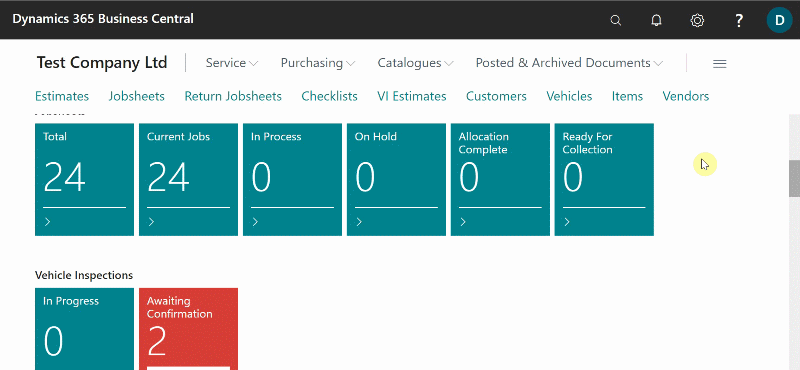 Dynamics 365 Business Central
? D
Test Company Ltd Service Purchasing Catalogues Posted & Archived Documents
Estimates Jobsheets Return Jobsheets Checklists VI Estimates Customers Vehicles Items Vendors
Total Current Jobs In Process On Hold Allocation Complete Ready For Collection
24 24 0 0 0 0
Vehicle Inspections
In Progress Awaiting Confirmation
0 2